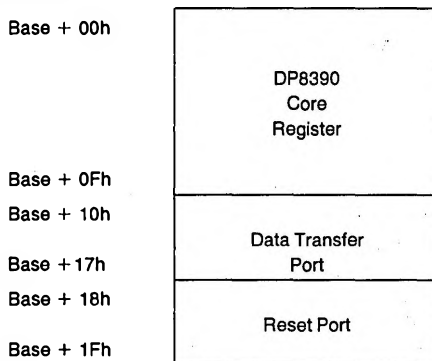 Base + 00h
DP8390
Core
Register
Base + 0Fh
Base + 10h
Data Transfer
Port
Base +17h
Base + 18h
Reset Port
Base + 1Fh